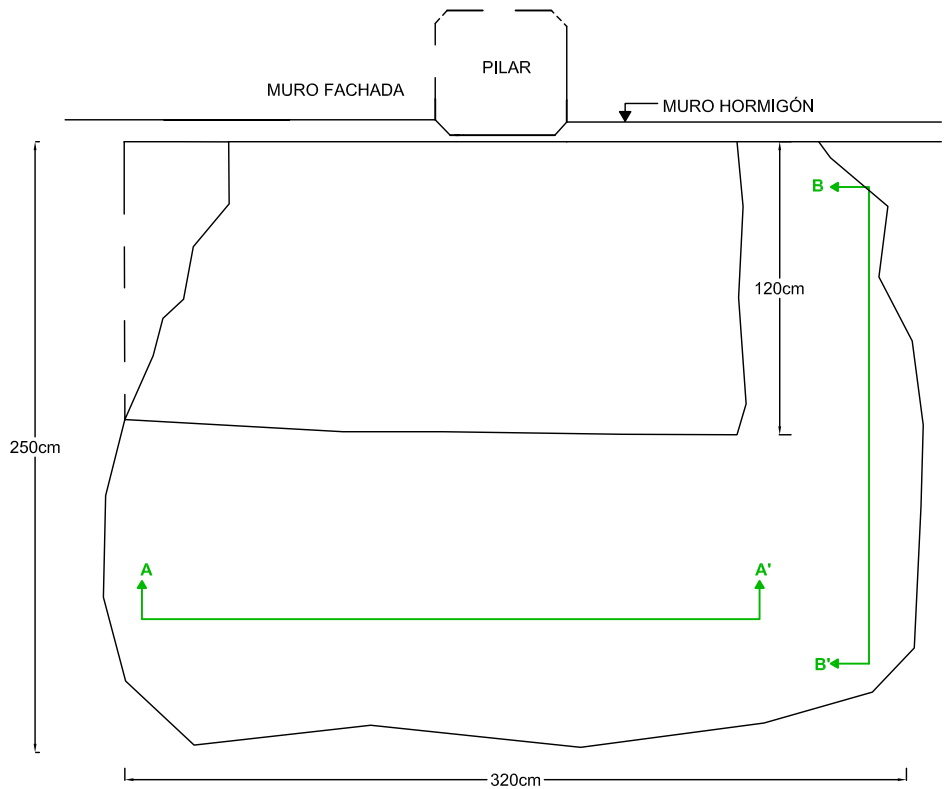 PILAR
MURO FACHADA
MURO HORMIGÓN
B
120cm
250cm
A
A'
B'
320cm